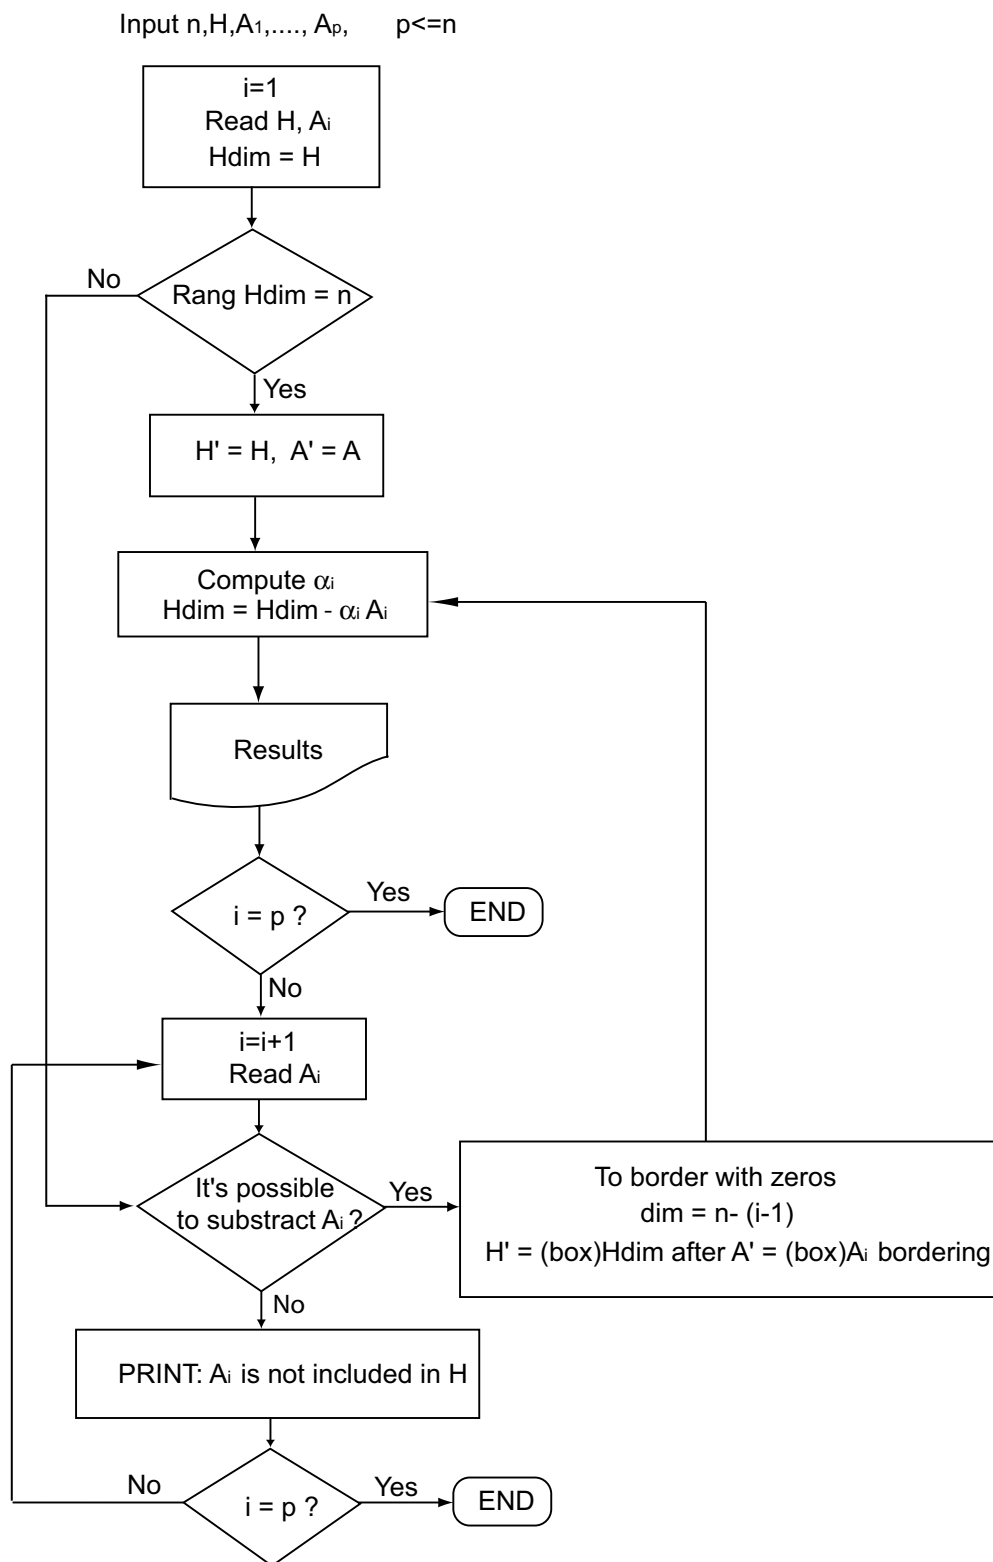 Input n,H,A₁,...., Aₚ, p<=n
i=1
Read H, Aᵢ
Hdim = H
No
Rang Hdim = n
Yes
H' = H, A' = A
Compute αᵢ
Hdim = Hdim - αᵢ Aᵢ
Results
i = p ?
Yes
END
No
i=i+1
Read Aᵢ
It's possible
to substract Aᵢ ?
Yes
To border with zeros
dim = n- (i-1)
H' = (box)Hdim after A' = (box)Aᵢ bordering
No
PRINT: Aᵢ is not included in H
No
i = p ?
Yes
END